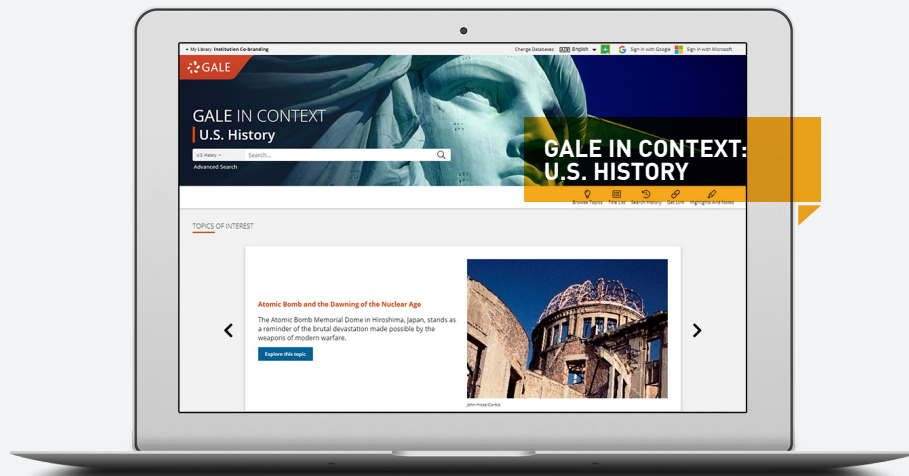 My Library: Institution Co-branding
Change Databases English Sign in with Google Sign in with Microsoft
GALE
GALE IN CONTEXT
U.S. History
U.S. History Search...
Advanced Search
GALE IN CONTEXT:
U.S. HISTORY
Browse Topics Title List Search History Get Link Highlights And Notes
TOPICS OF INTEREST
Atomic Bomb and the Dawning of the Nuclear Age
The Atomic Bomb Memorial Dome in Hiroshima, Japan, stands as
a reminder of the brutal devastation made possible by the
weapons of modern warfare.
Explore this topic